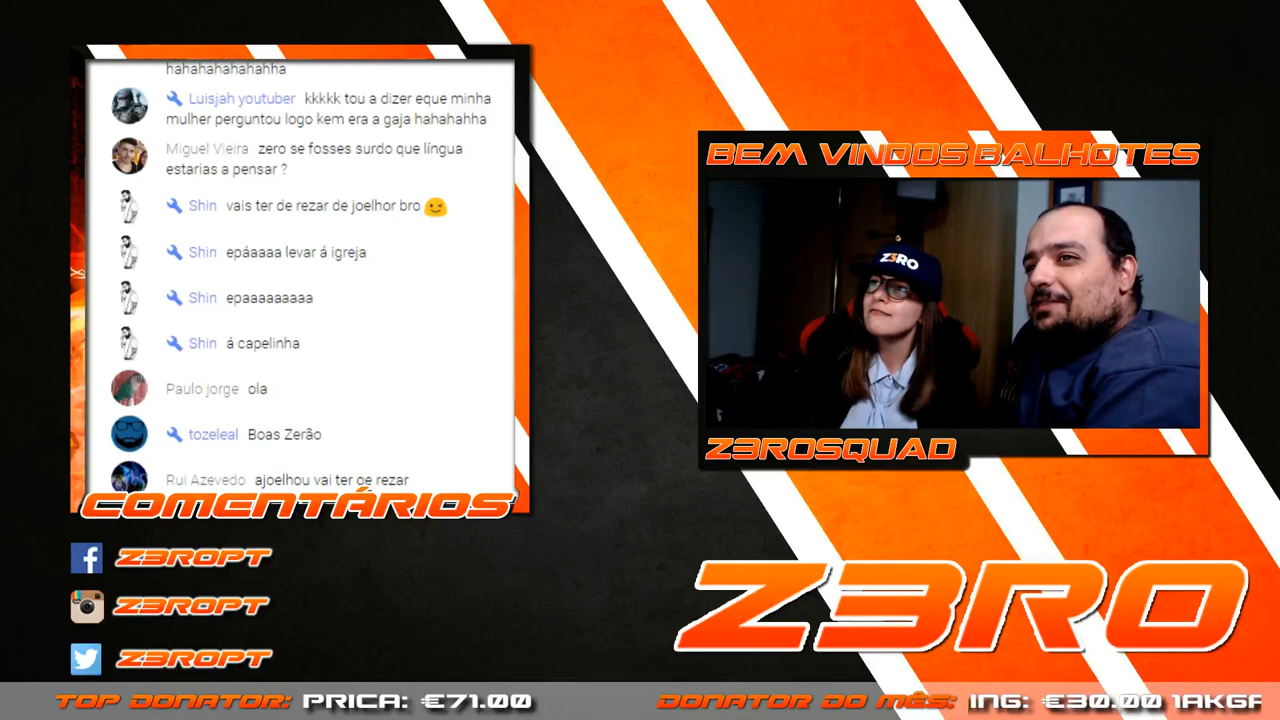 hahahahahahahha
Luisjah youtuber kkkkk tou a dizer eque minha
mulher perguntou logo kem era a gaja hahahahha
Miguel Vieira zero se fosses surdo que língua
estarias a pensar ?
Shin vais ter de rezar de joelhor bro
Shin epáaaaa levar á igreja
Shin epaaaaaaaaa
Shin á capelinha
Paulo jorge ola
tozeleal Boas Zerão
Rui Azevedo ajoelhou vai ter qe rezar
COMENTÁRIOS
Z3ROPT
Z3ROPT
Z3ROPT
BEM VINDOS BALHOTES
Z3RO
Z3ROSQUAD
Z3RO
TOP DONATOR: PRICA: €71.00
DONATOR DO MÊS: ING: €30.00 1AKGF